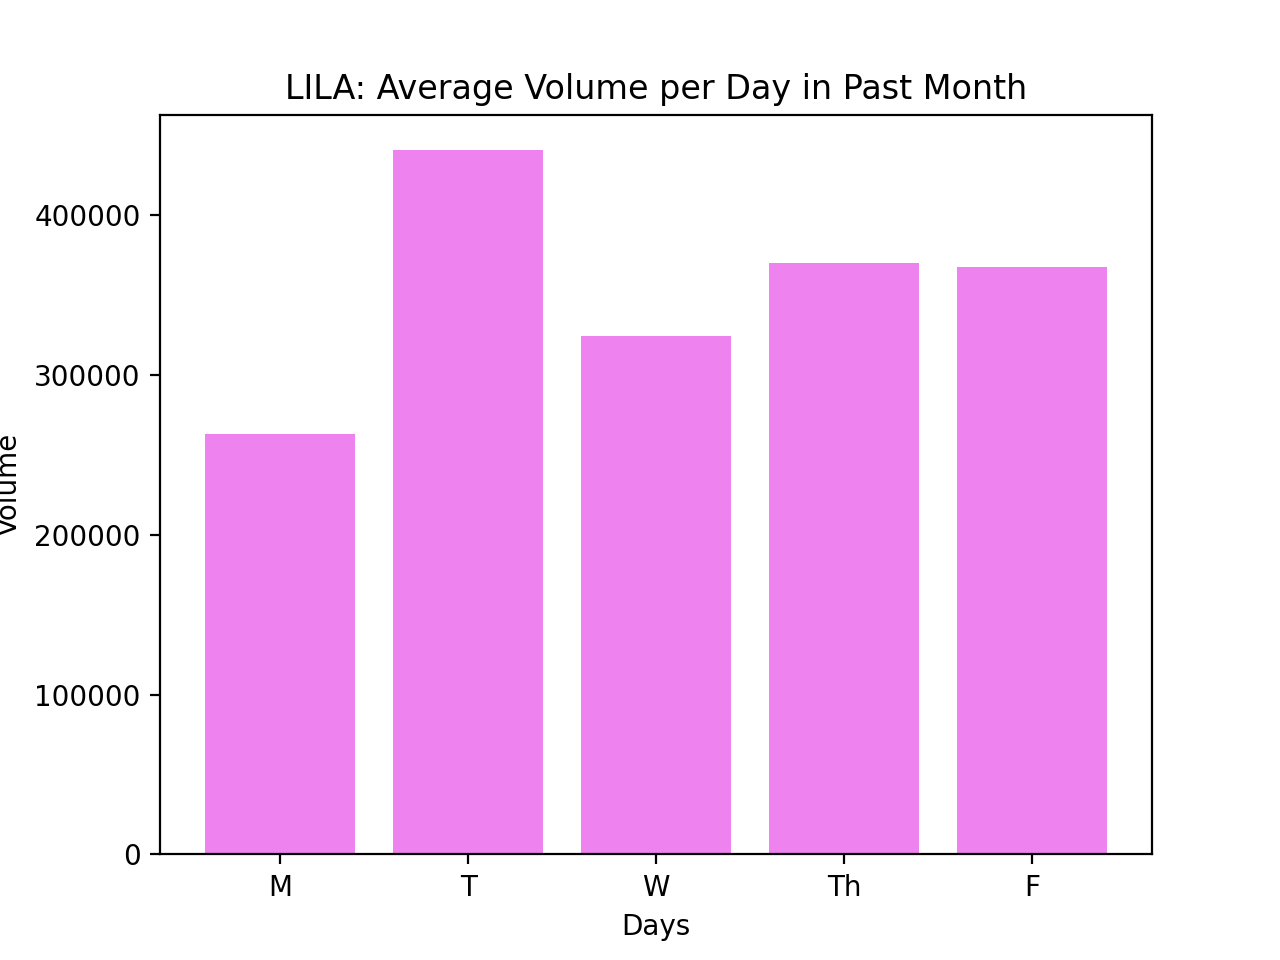 LILA: Average Volume per Day in Past Month
400000
300000
200000
100000
0
Volume
M T W Th F
Days